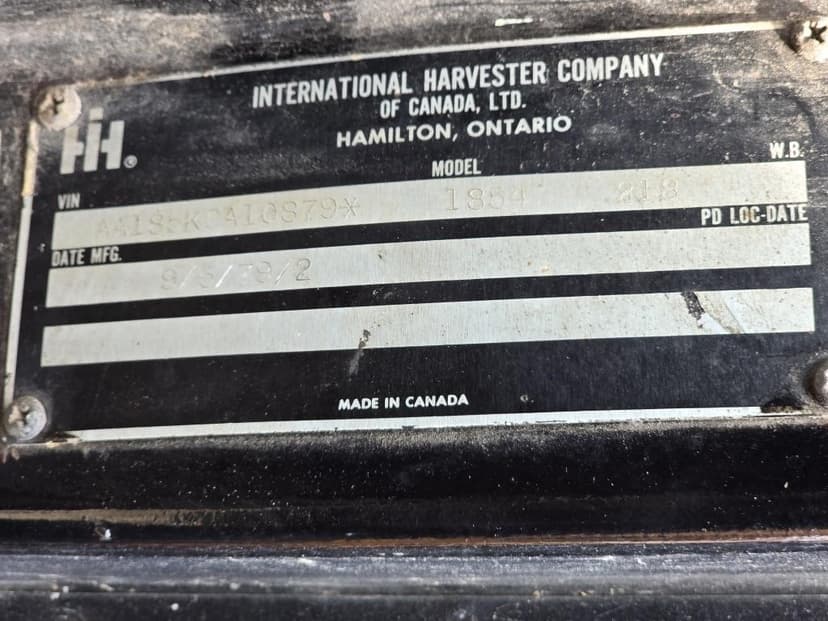 INTERNATIONAL HARVESTER COMPANY
OF CANADA, LTD.
HAMILTON, ONTARIO
IH®
VIN MODEL W.B.
1854
DATE MFG. PD LOC-DATE
MADE IN CANADA